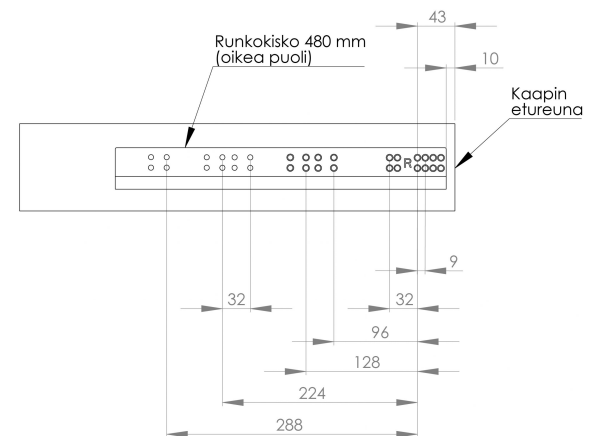 43
Runkokisko 480 mm
(oikea puoli)
10
Kaapin
etureuna
R
9
32
32
96
128
224
288